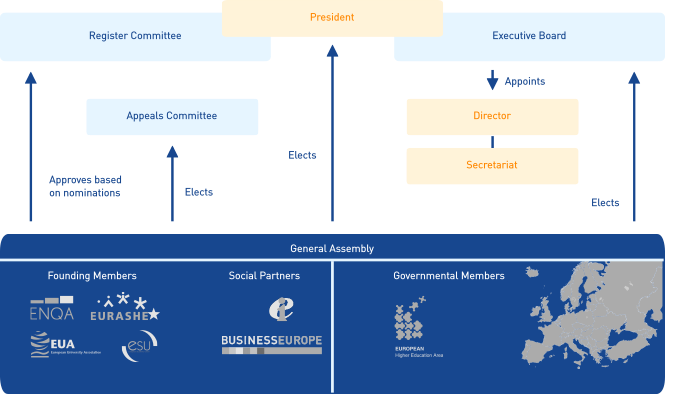 President
Register Committee
Executive Board
Appoints
Appeals Committee
Director
Elects
Secretariat
Approves based
on nominations
Elects
Elects
General Assembly
Founding Members
Social Partners
Governmental Members
ENQA
EURASHE
EUA
European University Association
esu
BUSINESSEUROPE
EUROPEAN
Higher Education Area